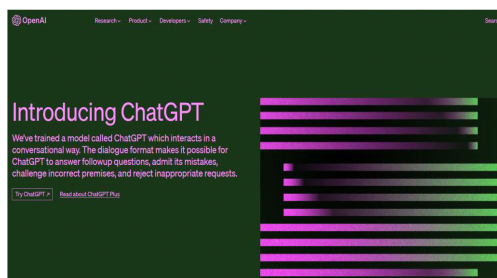 OpenAI
Research Product Developers Safety Company
Introducing ChatGPT
We've trained a model called ChatGPT which interacts in a
conversational way. The dialogue format makes it possible for
ChatGPT to answer followup questions, admit its mistakes,
challenge incorrect premises, and reject inappropriate requests.
Try ChatGPT ↗ Read about ChatGPT Plus